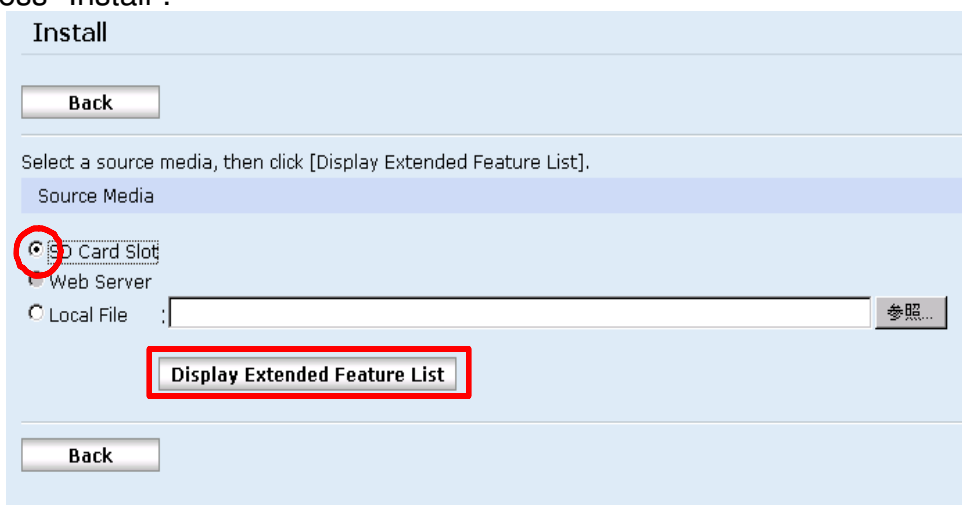 Install
Back
Select a source media, then click [Display Extended Feature List].
Source Media
SD Card Slot
Web Server
Local File : 参照...
Display Extended Feature List
Back